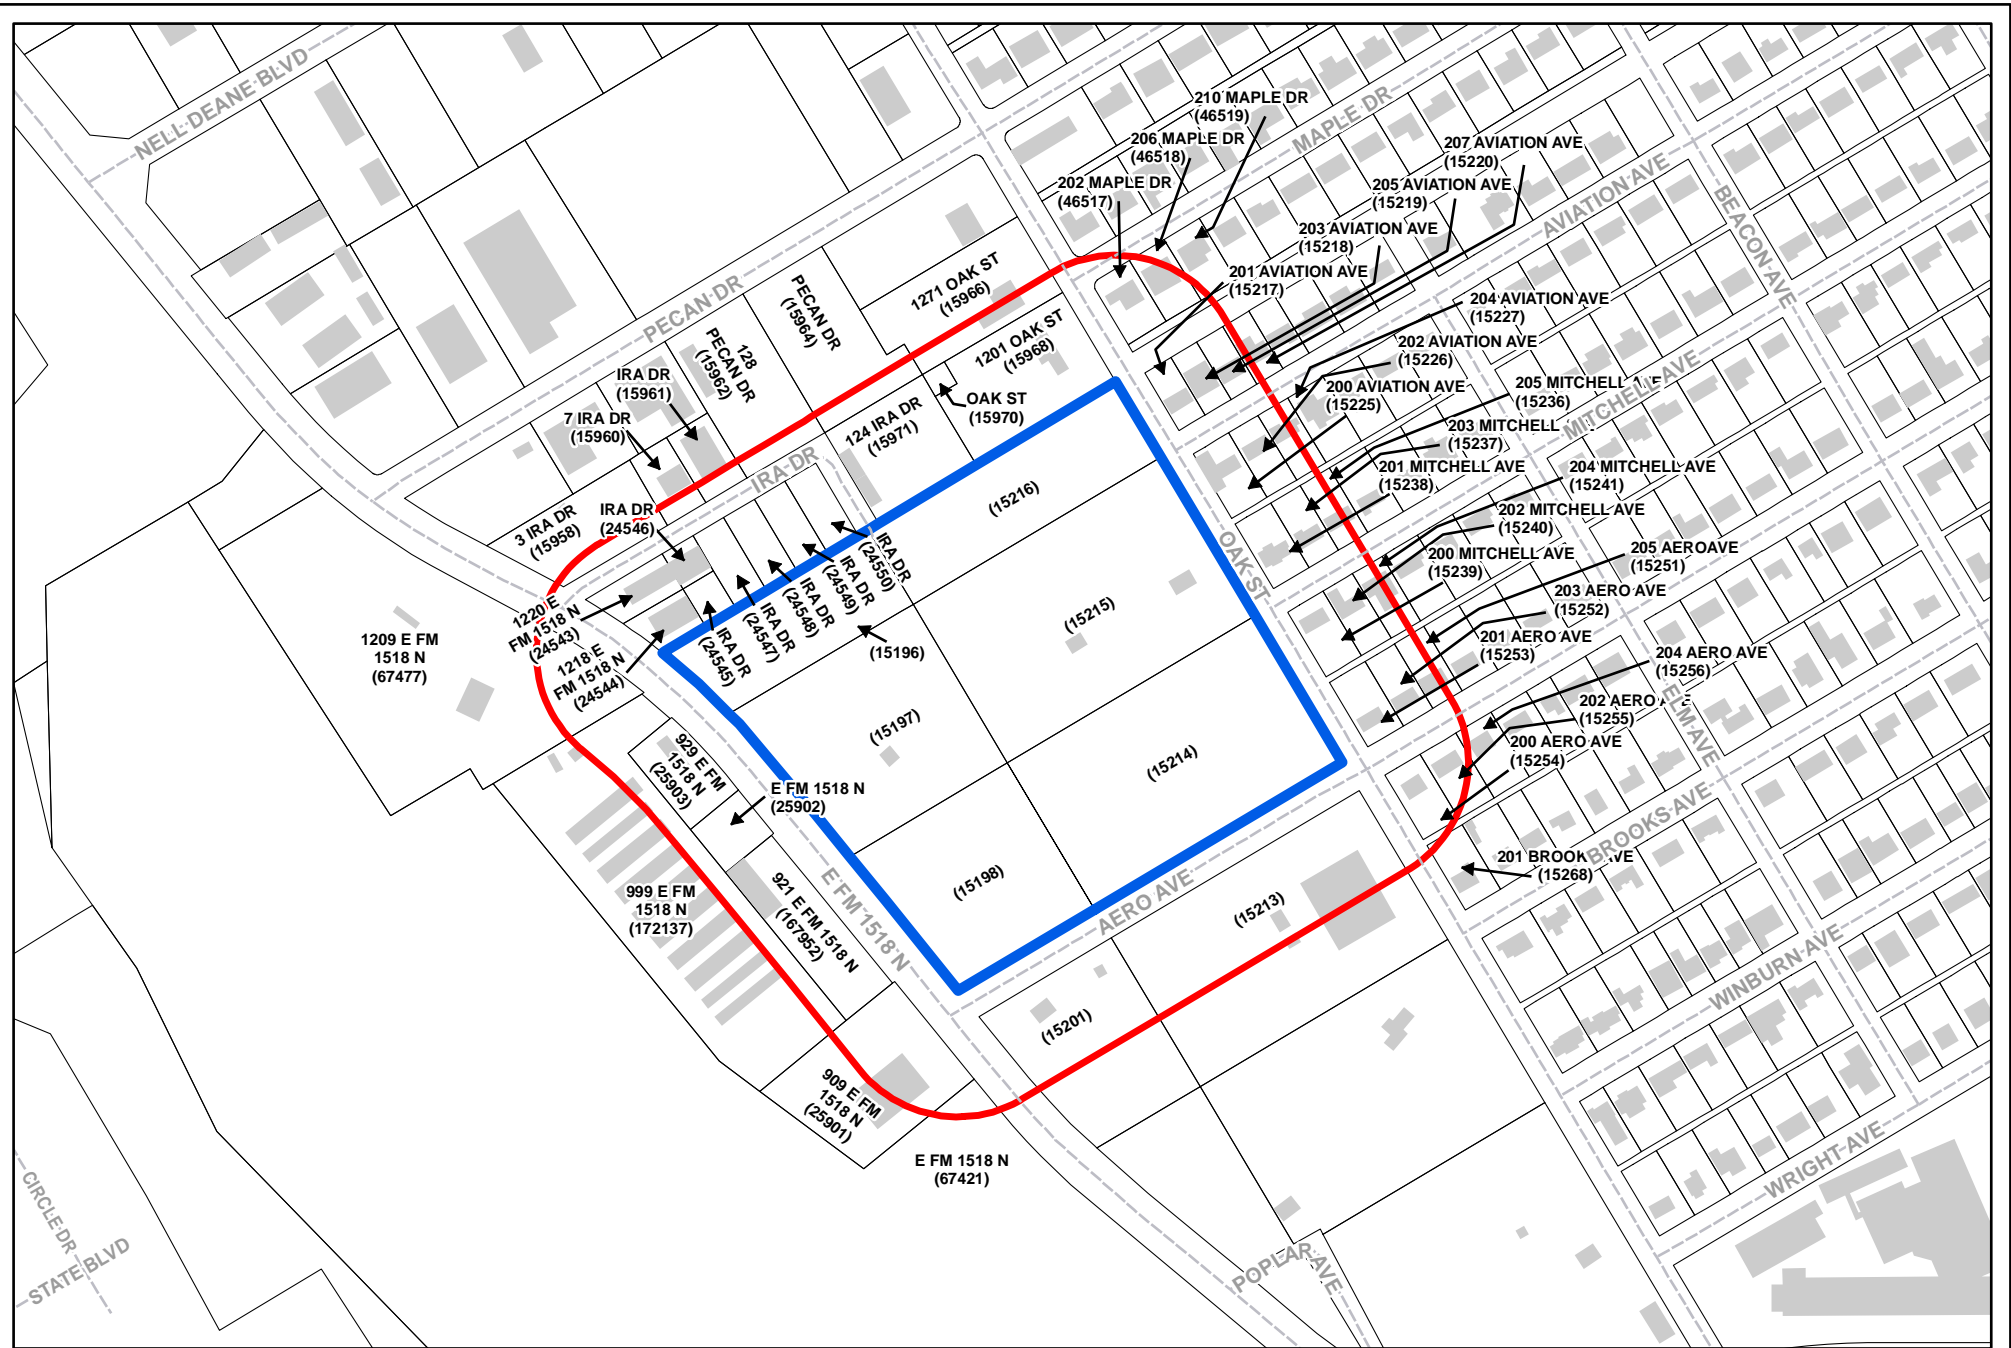 NELL DEANE BLVD
210 MAPLE DR
(46519)
MAPLE DR
206 MAPLE DR
(46518)
202 MAPLE DR
(46517)
207 AVIATION AVE
(15220)
205 AVIATION AVE
(15219)
203 AVIATION AVE
(15218)
201 AVIATION AVE
(15217)
AVIATION AVE
BEACON AVE
PECAN DR
PECAN DR
(15964)
1271 OAK ST
(15966)
1201 OAK ST
(15968)
128
PECAN DR
(15962)
IRA DR
(15961)
7 IRA DR
(15960)
OAK ST
(15970)
124 IRA DR
(15971)
204 AVIATION AVE
(15227)
202 AVIATION AVE
(15226)
200 AVIATION AVE
(15225)
205 MITCHELL AVE
(15236)
MITCHELL AVE
203 MITCHELL
(15237)
201 MITCHELL AVE
(15238)
204 MITCHELL AVE
(15241)
202 MITCHELL AVE
(15240)
200 MITCHELL AVE
(15239)
IRA DR
3 IRA DR
(15958)
IRA DR
(24546)
(15216)
OAK ST
IRA DR
(24550)
IRA DR
(24549)
IRA DR
(24548)
IRA DR
(24547)
IRA DR
(24545)
1220 E
FM 1518 N
(24543)
1218 E
FM 1518 N
(24544)
1209 E FM
1518 N
(67477)
(15196)
(15215)
205 AERO AVE
(15251)
203 AERO AVE
(15252)
201 AERO AVE
(15253)
204 AERO AVE
(15256)
202 AERO AVE
(15255)
200 AERO AVE
(15254)
ELM AVE
(15197)
(15214)
929 E FM
1518 N
(25903)
E FM 1518 N
(25902)
BROOKS AVE
201 BROOKS AVE
(15268)
(15198)
999 E FM
1518 N
(172137)
921 E FM 1518 N
(167952)
E FM 1518 N
AERO AVE
(15213)
WINBURN AVE
(15201)
909 E FM
1518 N
(25901)
E FM 1518 N
(67421)
WRIGHT AVE
POPLAR AVE
CIRCLE DR
STATE BLVD